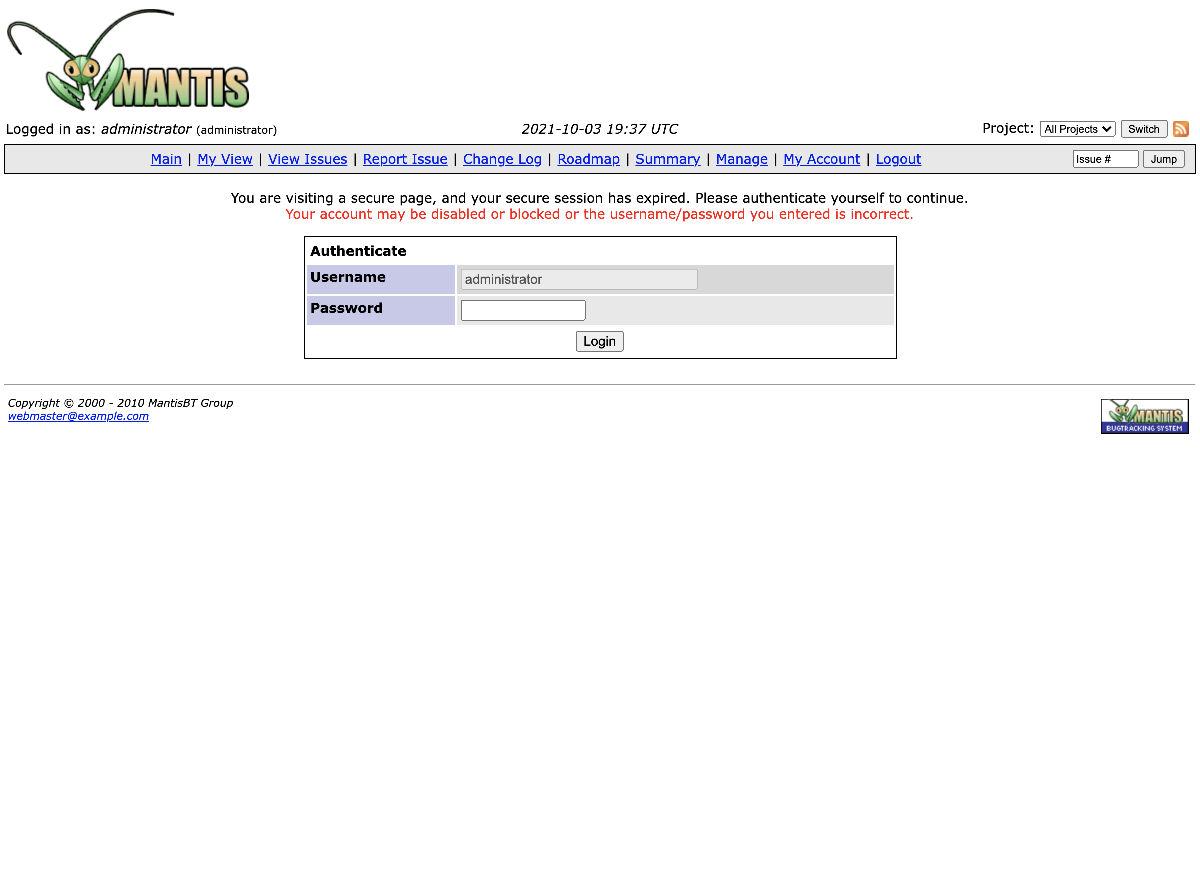 MANTIS
Logged in as: administrator (administrator) 2021-10-03 19:37 UTC Project: All Projects Switch
Main | My View | View Issues | Report Issue | Change Log | Roadmap | Summary | Manage | My Account | Logout Issue # Jump
You are visiting a secure page, and your secure session has expired. Please authenticate yourself to continue.
Your account may be disabled or blocked or the username/password you entered is incorrect.
Authenticate
Username administrator
Password
Login
Copyright © 2000 - 2010 MantisBT Group
webmaster@example.com
MANTIS
BUGTRACKING SYSTEM